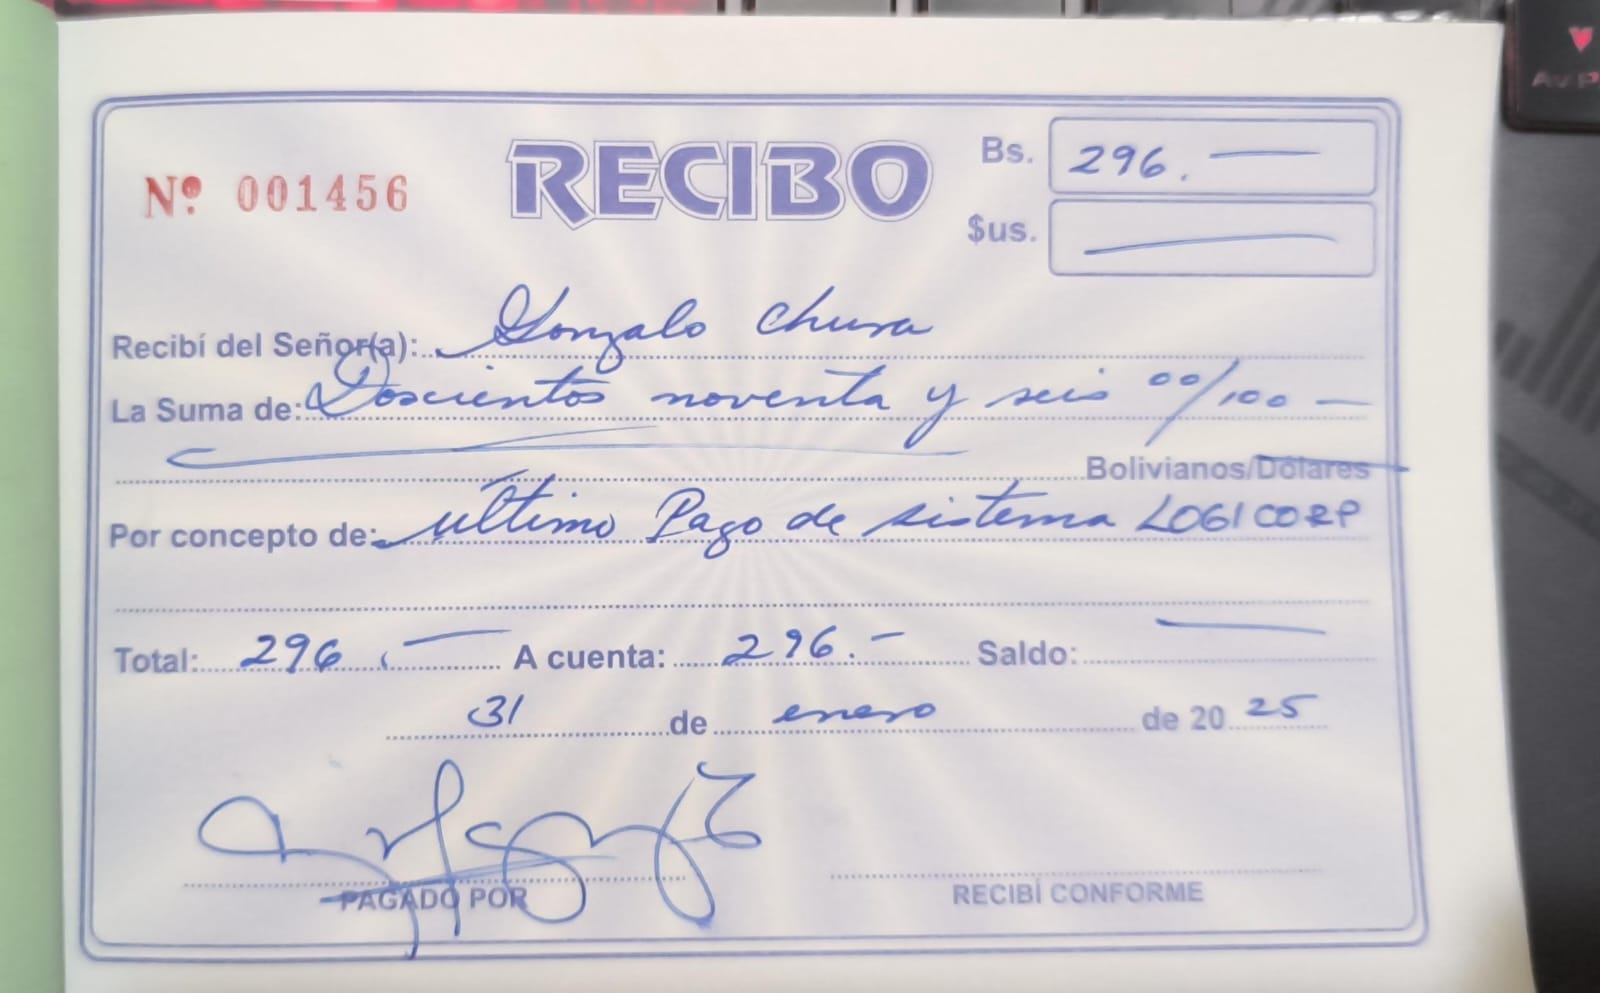 Nº 001456
RECIBO
Bs. 296.
$us.
Recibí del Señor(a): Gonzalo Chura
La Suma de: Doscientos noventa y seis 00/100
Bolivianos/Dólares
Por concepto de: último Pago de sistema LOGICORP
Total: 296.- A cuenta: 296.- Saldo:
31 de enero de 2025
PAGADO POR RECIBÍ CONFORME